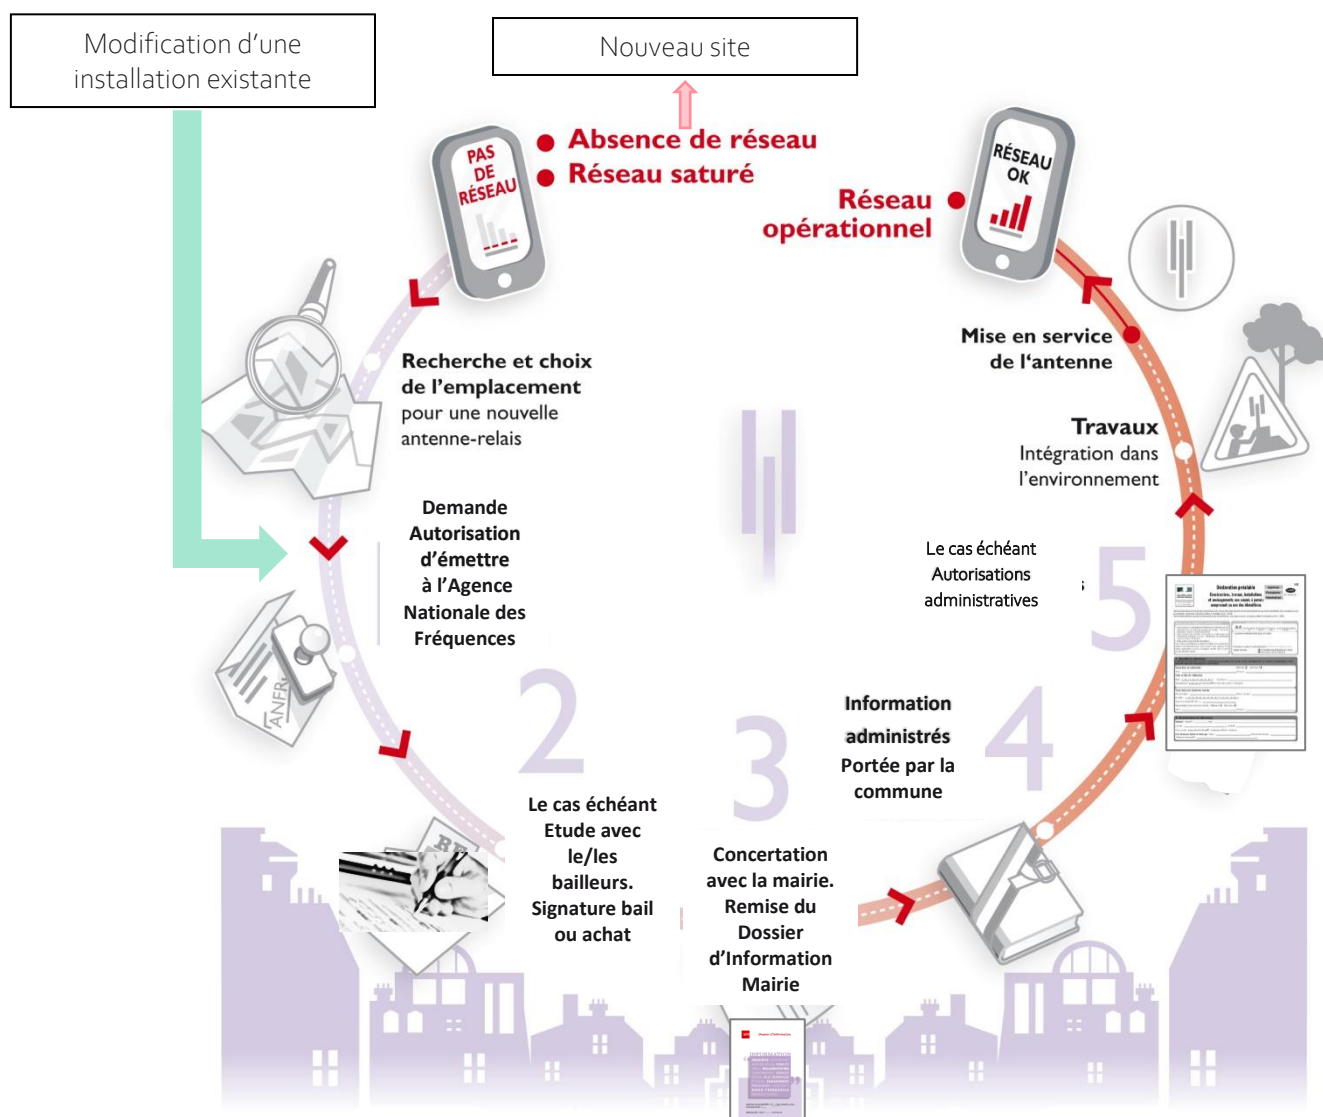 Modification d’une
installation existante
Nouveau site
PAS
DE
RÉSEAU
Absence de réseau
Réseau saturé
RÉSEAU
OK
Réseau
opérationnel
Recherche et choix
de l’emplacement
pour une nouvelle
antenne-relais
Mise en service
de l‘antenne
Travaux
Intégration dans
l’environnement
Demande
Autorisation
d’émettre
à l’Agence
Nationale des
Fréquences
ANFR
Le cas échéant
Autorisations
administratives
5
Déclaration préalable
2
3
4
Information
administrés
Portée par la
commune
Le cas échéant
Etude avec
le/les
bailleurs.
Signature bail
ou achat
Concertation
avec la mairie.
Remise du
Dossier
d’Information
Mairie
INFORMATION